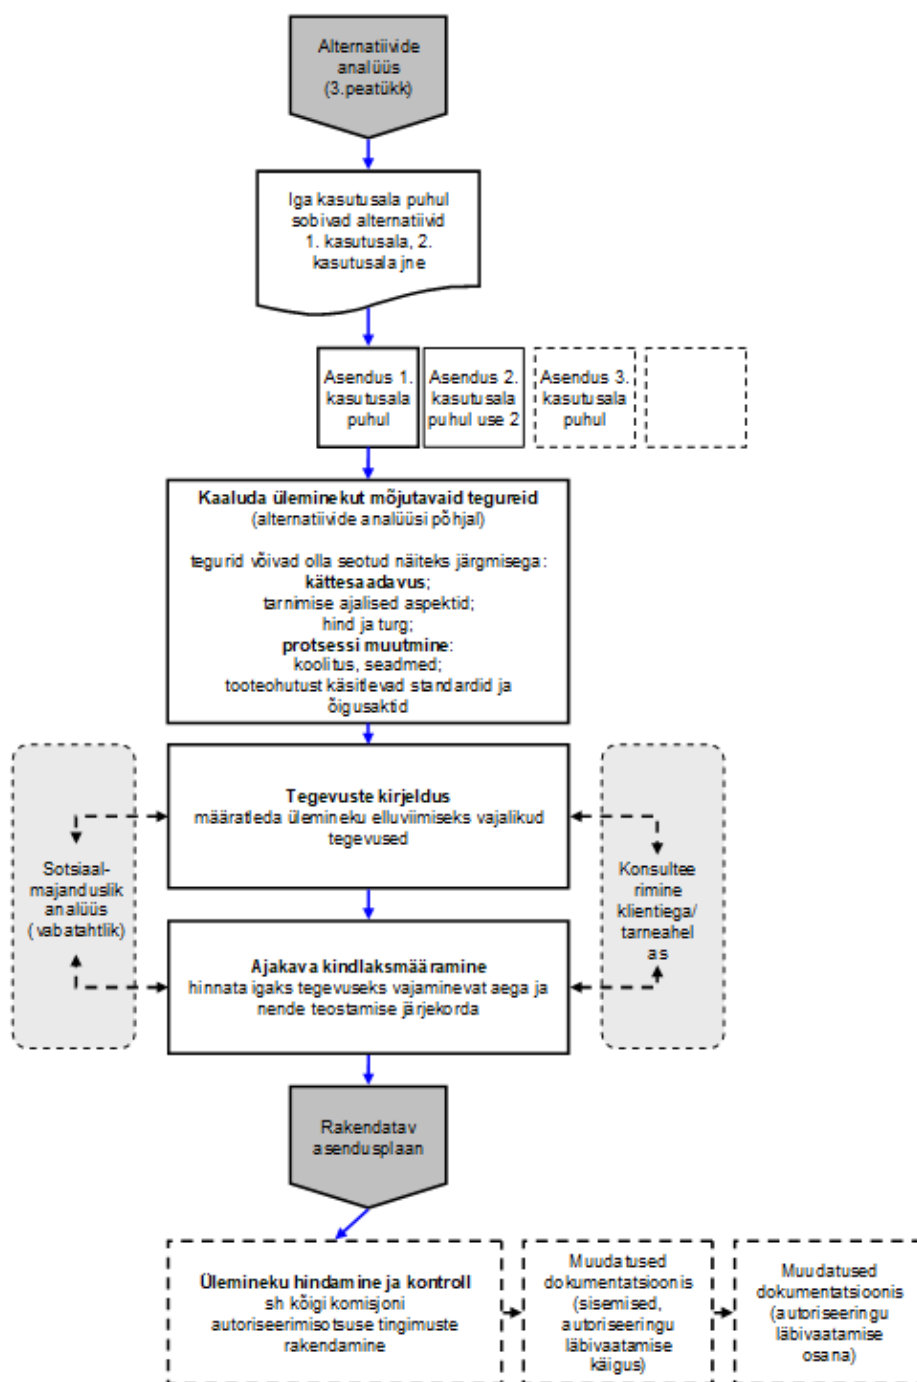 Alternatiivide
analüüs
(3.peatükk)
Iga kasutusala puhul
sobivad alternatiivid
1. kasutusala, 2.
kasutusala jne
Asendus 1.
kasutusala
puhul
Asendus 2.
kasutusala
puhul use 2
Asendus 3.
kasutusala
puhul
Kaaluda üleminekut mõjutavaid tegureid
(alternatiivide analüüsi põhjal)
tegurid võivad olla seotud näiteks järgmisega:
kättesaadavus;
tarnimise ajalised aspektid;
hind ja turg;
protsessi muutmine:
koolitus, seadmed;
tooteohutust käsitlevad standardid ja
õigusaktid
Tegevuste kirjeldus
määratleda ülemineku elluviimiseks vajalikud
tegevused
Sotsiaal-
majanduslik
analüüs
(vabatahtlik)
Konsultee
rimine
klientiega/
tarneahel
as
Ajakava kindlaksmääramine
hinnata igaks tegevuseks vajaminevat aega ja
nende teostamise järjekorda
Rakendatav
asendusplaan
Ülemineku hindamine ja kontroll
sh kõigi komisjoni
autoriseerimisotsuse tingimuste
rakendamine
Muudatused
dokumentatsioonis
(sisemised,
autoriseeringu
läbivaatamise
käigus)
Muudatused
dokumentatsioonis
(autoriseeringu
läbivaatamise
osana)